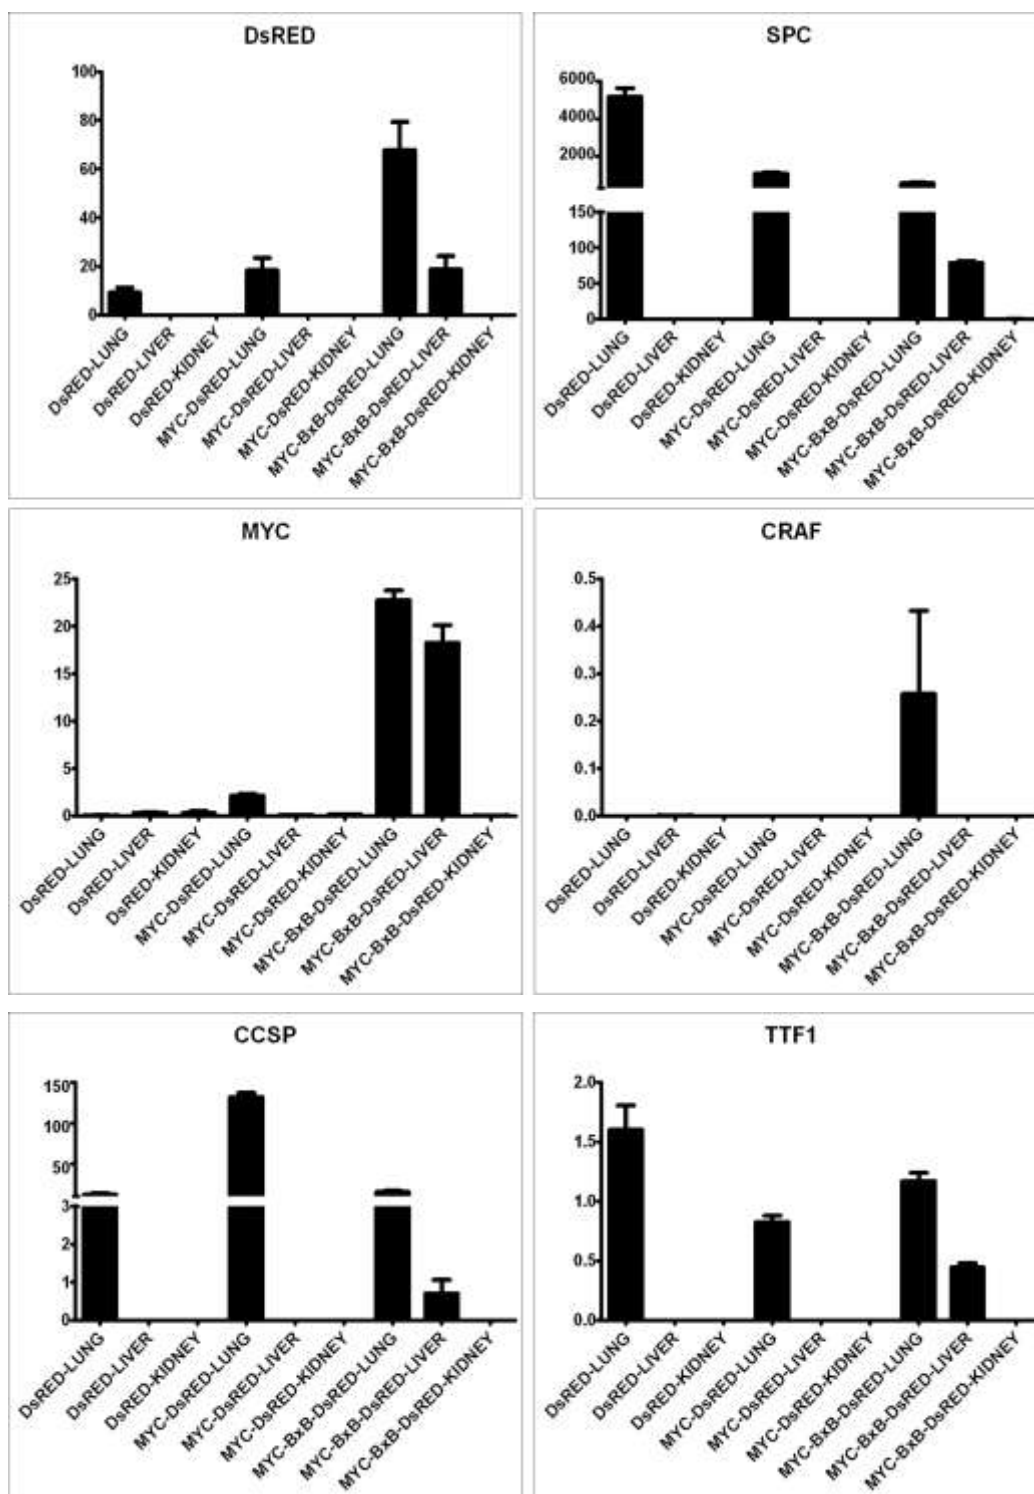 DsRED
100
80
60
40
20
0
DsRED-LUNG
DsRED-LIVER
DsRED-KIDNEY
MYC-DsRED-LUNG
MYC-DsRED-LIVER
MYC-DsRED-KIDNEY
MYC-BxB-DsRED-LUNG
MYC-BxB-DsRED-LIVER
MYC-BxB-DsRED-KIDNEY
SPC
6000
4000
2000
150
100
50
0
DsRED-LUNG
DsRED-LIVER
DsRED-KIDNEY
MYC-DsRED-LUNG
MYC-DsRED-LIVER
MYC-DsRED-KIDNEY
MYC-BxB-DsRED-LUNG
MYC-BxB-DsRED-LIVER
MYC-BxB-DsRED-KIDNEY
MYC
25
20
15
10
5
0
DsRED-LUNG
DsRED-LIVER
DsRED-KIDNEY
MYC-DsRED-LUNG
MYC-DsRED-LIVER
MYC-DsRED-KIDNEY
MYC-BxB-DsRED-LUNG
MYC-BxB-DsRED-LIVER
MYC-BxB-DsRED-KIDNEY
CRAF
0.5
0.4
0.3
0.2
0.1
0.0
DsRED-LUNG
DsRED-LIVER
DsRED-KIDNEY
MYC-DsRED-LUNG
MYC-DsRED-LIVER
MYC-DsRED-KIDNEY
MYC-BxB-DsRED-LUNG
MYC-BxB-DsRED-LIVER
MYC-BxB-DsRED-KIDNEY
CCSP
150
100
50
3
2
1
0
DsRED-LUNG
DsRED-LIVER
DsRED-KIDNEY
MYC-DsRED-LUNG
MYC-DsRED-LIVER
MYC-DsRED-KIDNEY
MYC-BxB-DsRED-LUNG
MYC-BxB-DsRED-LIVER
MYC-BxB-DsRED-KIDNEY
TTF1
2.0
1.5
1.0
0.5
0.0
DsRED-LUNG
DsRED-LIVER
DsRED-KIDNEY
MYC-DsRED-LUNG
MYC-DsRED-LIVER
MYC-DsRED-KIDNEY
MYC-BxB-DsRED-LUNG
MYC-BxB-DsRED-LIVER
MYC-BxB-DsRED-KIDNEY